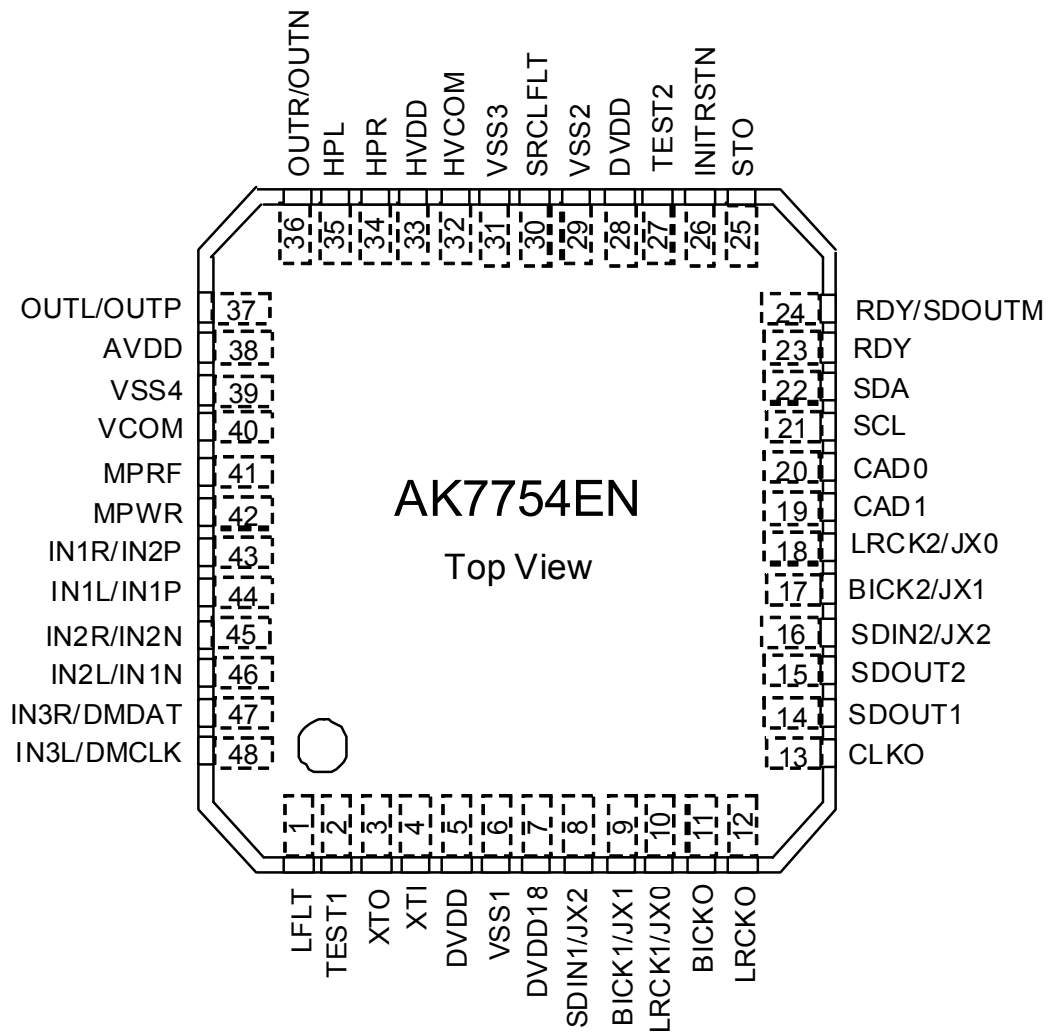 OUTR/OUTN
HPL
HPR
HVDD
HVCOM
VSS3
SRCLFLT
VSS2
DVDD
TEST2
INITRSTN
STO
36
35
34
33
32
31
30
29
28
27
26
25
OUTL/OUTP 37
AVDD 38
VSS4 39
VCOM 40
MPRF 41
MPWR 42
IN1R/IN2P 43
IN1L/IN1P 44
IN2R/IN2N 45
IN2L/IN1N 46
IN3R/DMDAT 47
IN3L/DMCLK 48
AK7754EN
Top View
24 RDY/SDOUTM
23 RDY
22 SDA
21 SCL
20 CAD0
19 CAD1
18 LRCK2/JX0
17 BICK2/JX1
16 SDIN2/JX2
15 SDOUT2
14 SDOUT1
13 CLKO
1
2
3
4
5
6
7
8
9
10
11
12
LFLT
TEST1
XTO
XTI
DVDD
VSS1
DVDD18
SDIN1/JX2
BICK1/JX1
LRCK1/JX0
BICKO
LRCKO